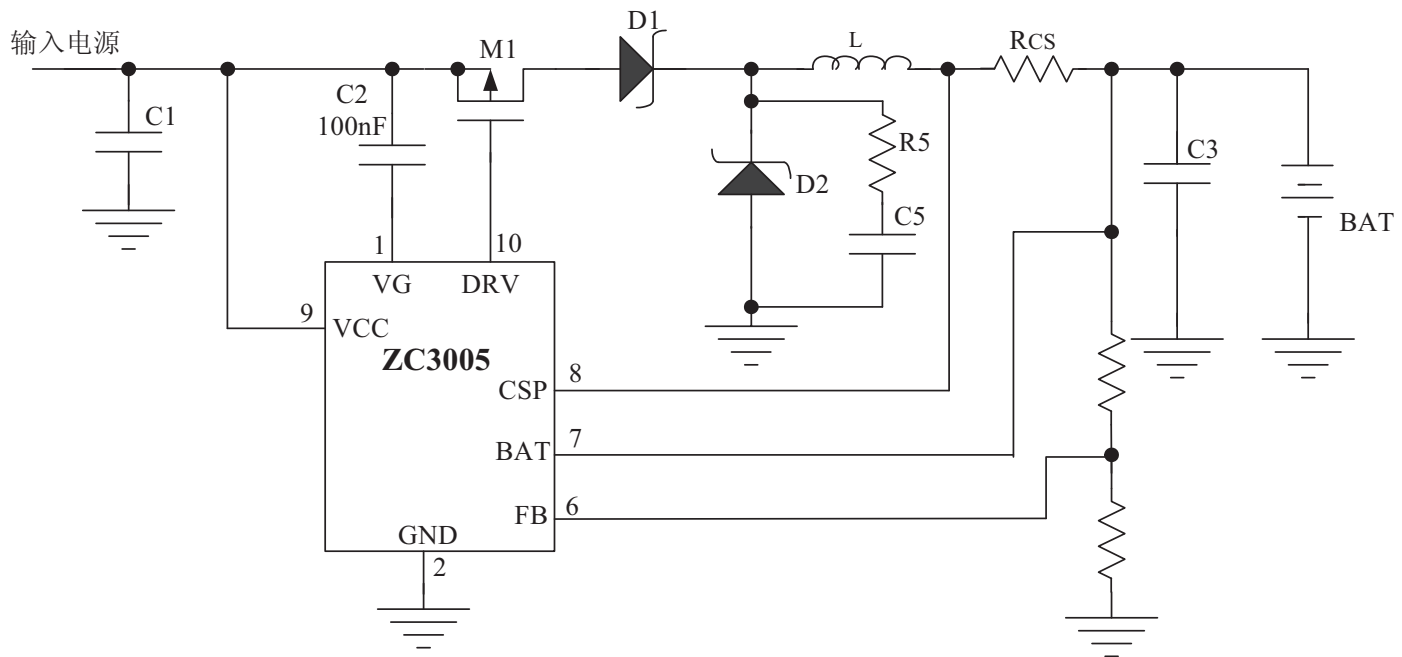 输入电源
C1
C2
100nF
M1
D1
L
RCS
D2
R5
C5
C3
BAT
1
10
VG
DRV
9
VCC
ZC3005
CSP
8
BAT
7
FB
6
GND
2